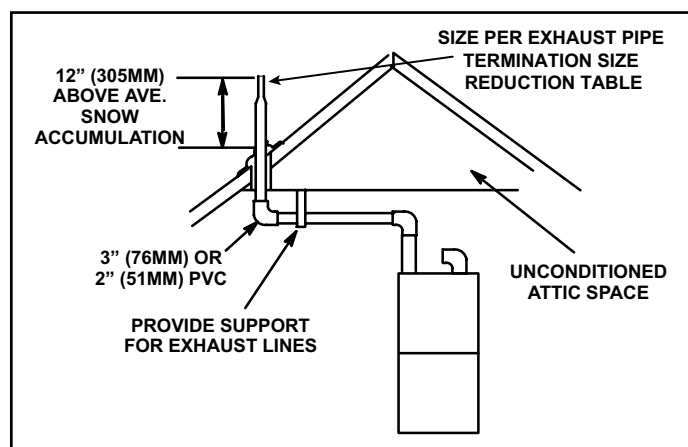 SIZE PER EXHAUST PIPE
TERMINATION SIZE
REDUCTION TABLE
12” (305MM)
ABOVE AVE.
SNOW
ACCUMULATION
3” (76MM) OR
2” (51MM) PVC
UNCONDITIONED
ATTIC SPACE
PROVIDE SUPPORT
FOR EXHAUST LINES